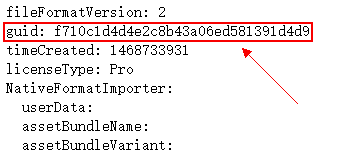 fileFormatVersion: 2
guid: f710c1d4d4e2c8b43a06ed581391d4d9
timeCreated: 1468733931
licenseType: Pro
NativeFormatImporter:
  userData:
  assetBundleName:
  assetBundleVariant: